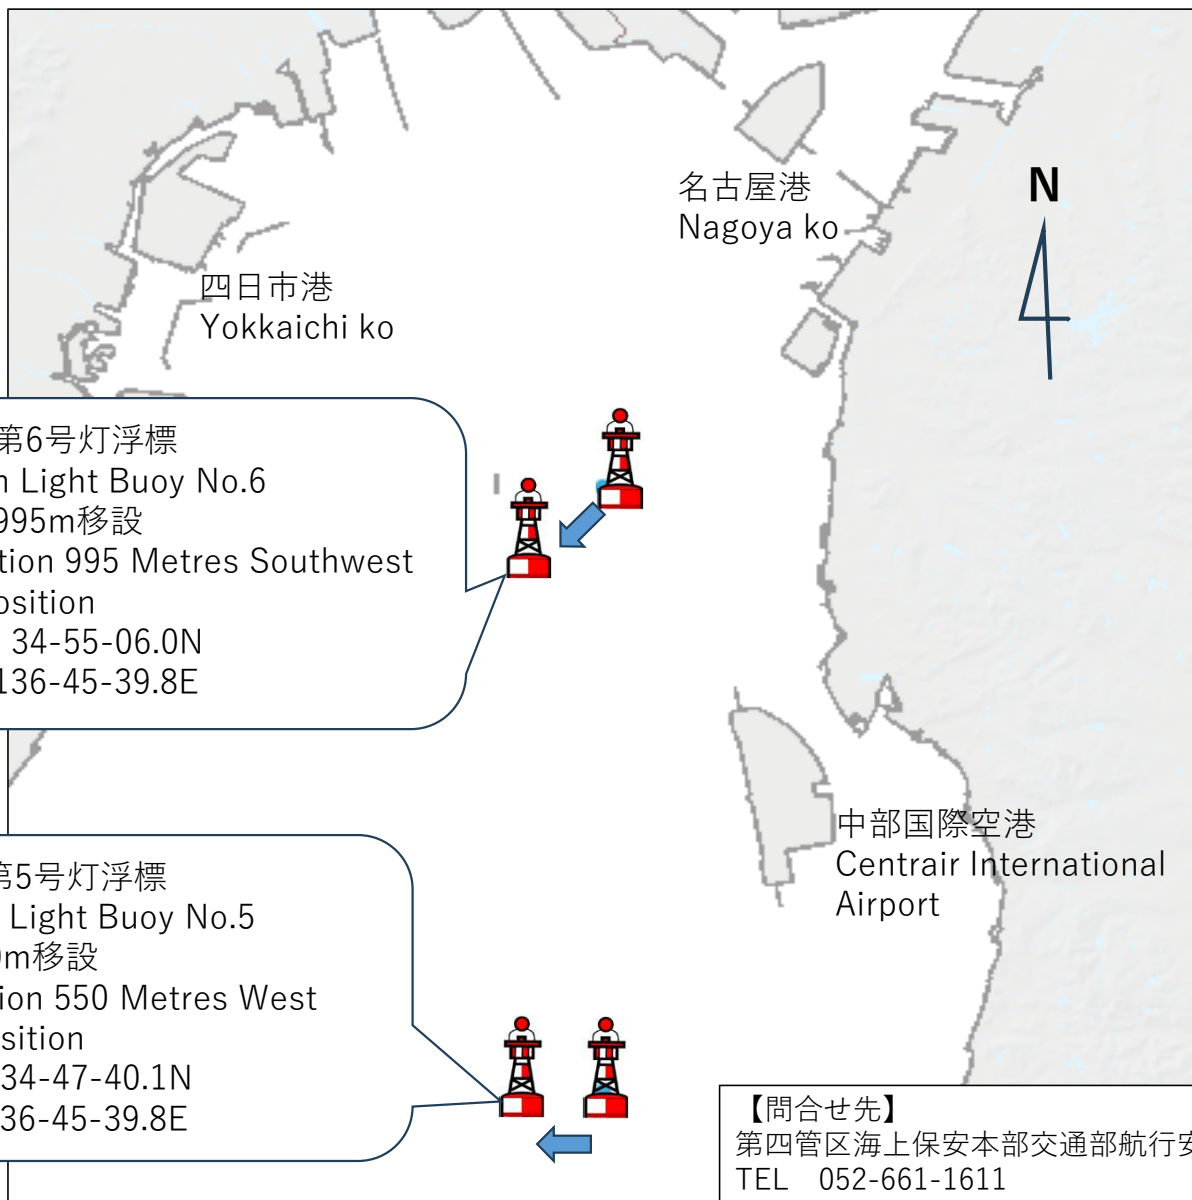 名古屋港
Nagoya ko
N
四日市港
Yokkaichi ko
第6号灯浮標
Light Buoy No.6
995m移設
995 Metres Southwest
34-55-06.0N
136-45-39.8E
中部国際空港
Centrair International
Airport
第5号灯浮標
Light Buoy No.5
m移設
550 Metres West
34-47-40.1N
36-45-39.8E
【問合せ先】
第四管区海上保安本部交通部航行安
TEL 052-661-1611